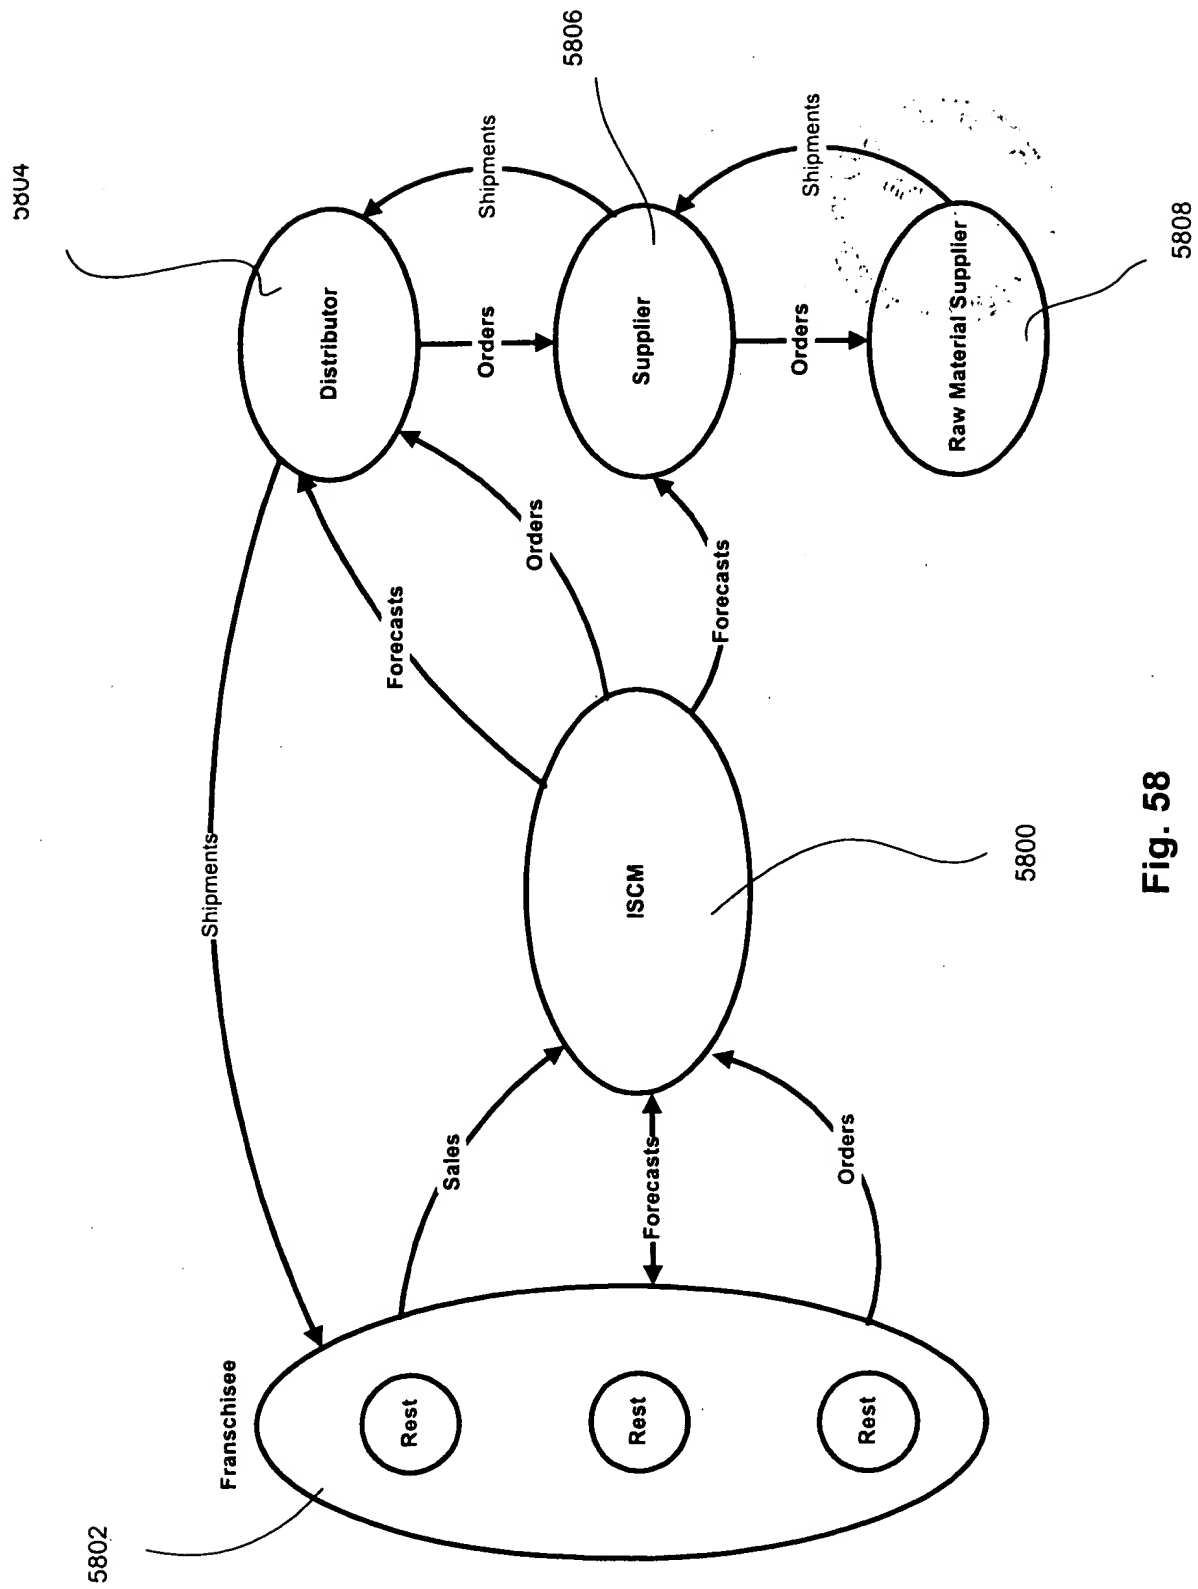 5804
5806
Shipments
Shipments
Distributor
Orders
Supplier
Orders
Raw Material Supplier
5808
Orders
Forecasts
Forecasts
Shipments
ISCM
5800
Fig. 58
Sales
Forecasts
Orders
Franschisee
Rest
Rest
Rest
5802